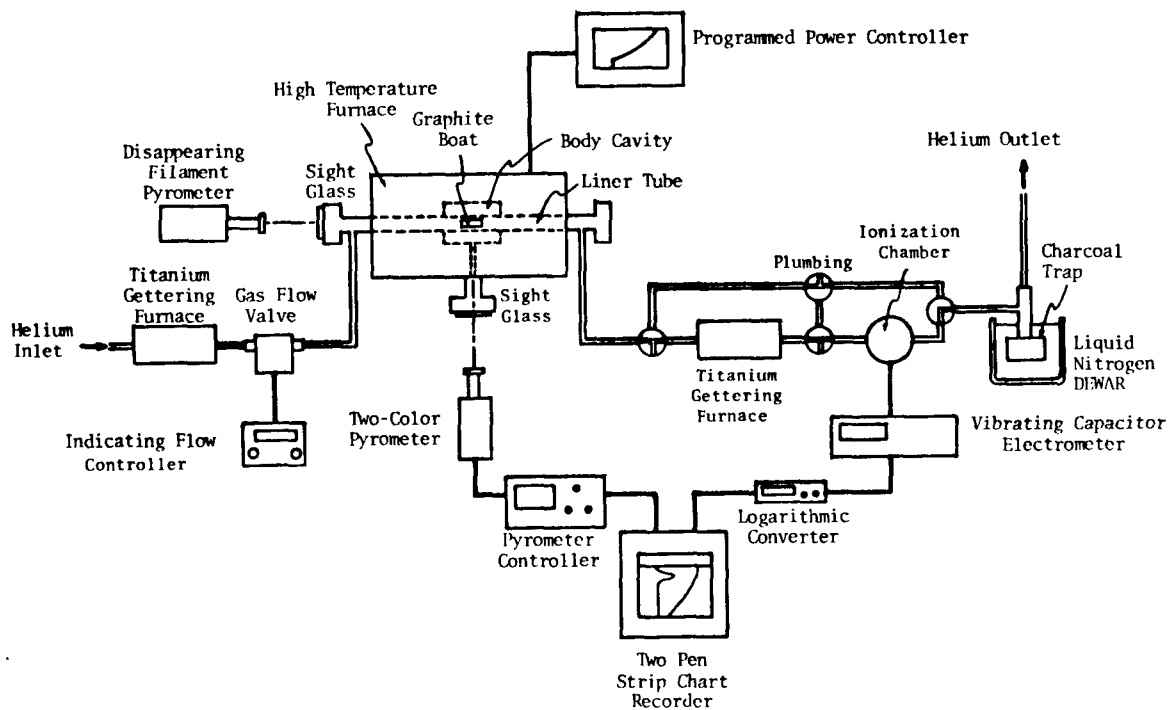 Programmed Power Controller
High Temperature
Furnace
Graphite
Boat
Body Cavity
Helium Outlet
Disappearing
Filament
Pyrometer
Sight
Glass
Liner Tube
Ionization
Chamber
Charcoal
Trap
Plumbing
Titanium
Gettering
Furnace
Gas Flow
Valve
Sight
Glass
Helium
Inlet
Liquid
Nitrogen
DEWAR
Titanium
Gettering
Furnace
Two-Color
Pyrometer
Vibrating Capacitor
Electrometer
Indicating Flow
Controller
Logarithmic
Converter
Pyrometer
Controller
Two Pen
Strip Chart
Recorder